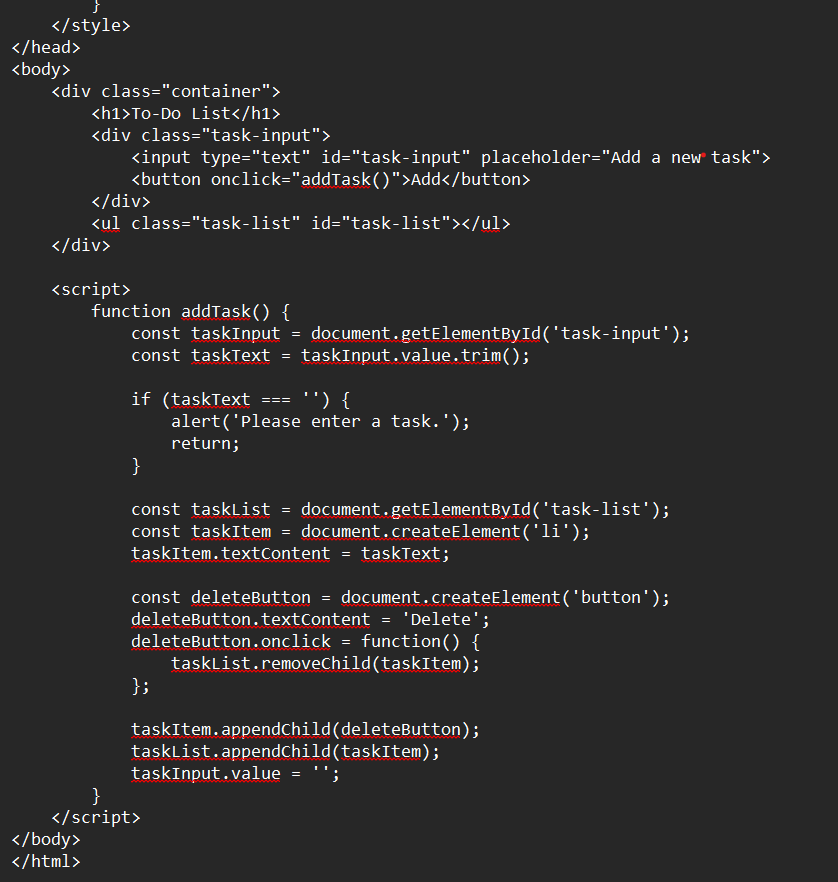 }
    </style>
</head>
<body>
    <div class="container">
        <h1>To-Do List</h1>
        <div class="task-input">
            <input type="text" id="task-input" placeholder="Add a new task">
            <button onclick="addTask()">Add</button>
        </div>
        <ul class="task-list" id="task-list"></ul>
    </div>

    <script>
        function addTask() {
            const taskInput = document.getElementById('task-input');
            const taskText = taskInput.value.trim();

            if (taskText === '') {
                alert('Please enter a task.');
                return;
            }

            const taskList = document.getElementById('task-list');
            const taskItem = document.createElement('li');
            taskItem.textContent = taskText;

            const deleteButton = document.createElement('button');
            deleteButton.textContent = 'Delete';
            deleteButton.onclick = function() {
                taskList.removeChild(taskItem);
            };

            taskItem.appendChild(deleteButton);
            taskList.appendChild(taskItem);
            taskInput.value = '';
        }
    </script>
</body>
</html>